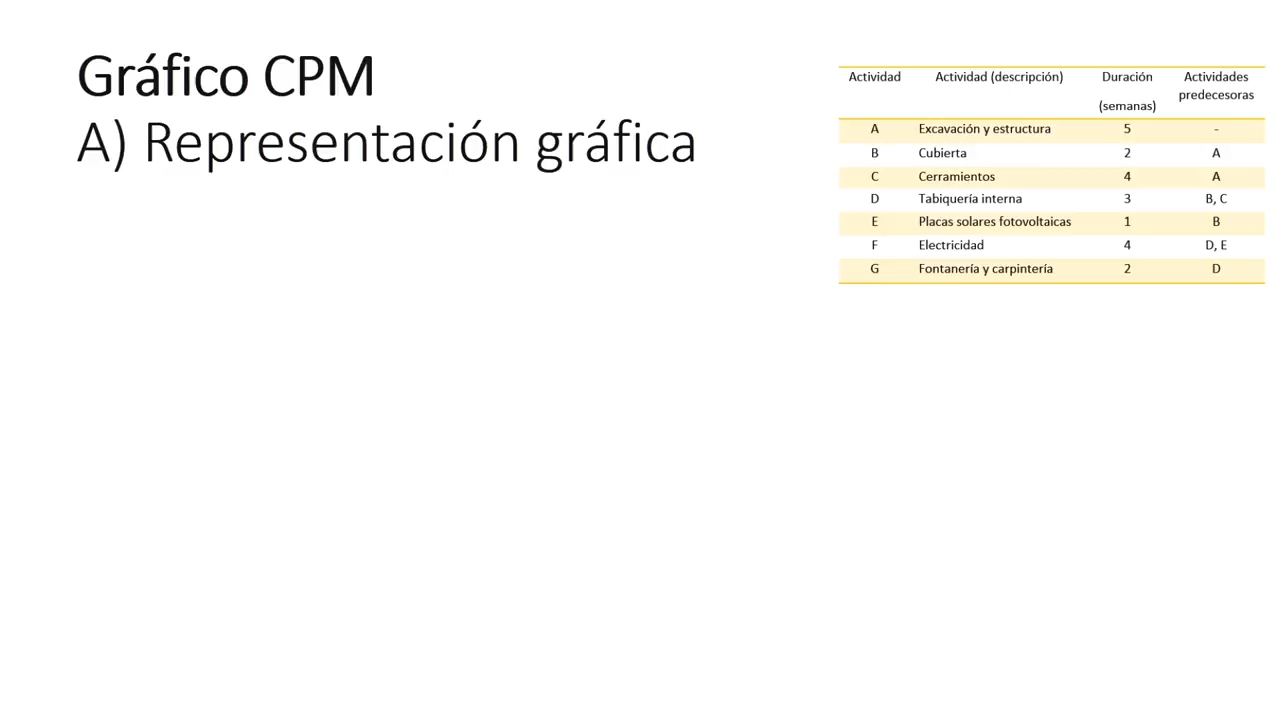 Gráfico CPM
A) Representación gráfica
Actividad Actividad (descripción) Duración (semanas) Actividades predecesoras
A Excavación y estructura 5 -
B Cubierta 2 A
C Cerramientos 4 A
D Tabiquería interna 3 B, C
E Placas solares fotovoltaicas 1 B
F Electricidad 4 D, E
G Fontanería y carpintería 2 D